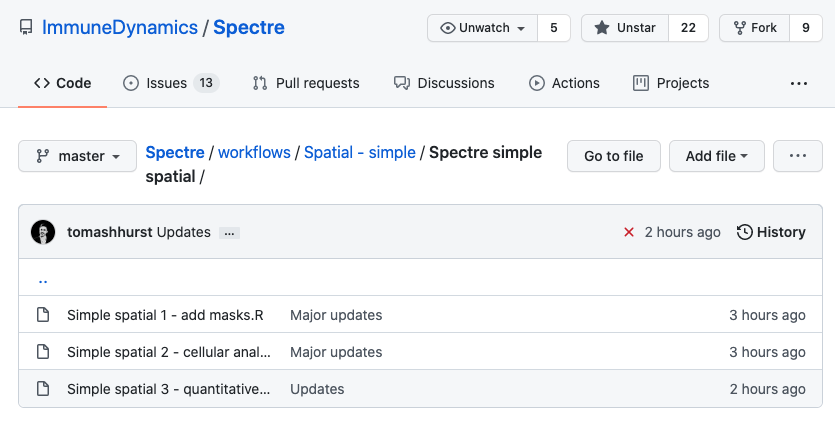 ImmuneDynamics / Spectre
Unwatch 5
Unstar 22
Fork 9
Code
Issues 13
Pull requests
Discussions
Actions
Projects
...
master
Spectre / workflows / Spatial - simple / Spectre simple
spatial /
Go to file
Add file
...
tomashhurst Updates ...
2 hours ago
History
..
Simple spatial 1 - add masks.R Major updates 3 hours ago
Simple spatial 2 - cellular anal... Major updates 3 hours ago
Simple spatial 3 - quantitative... Updates 2 hours ago